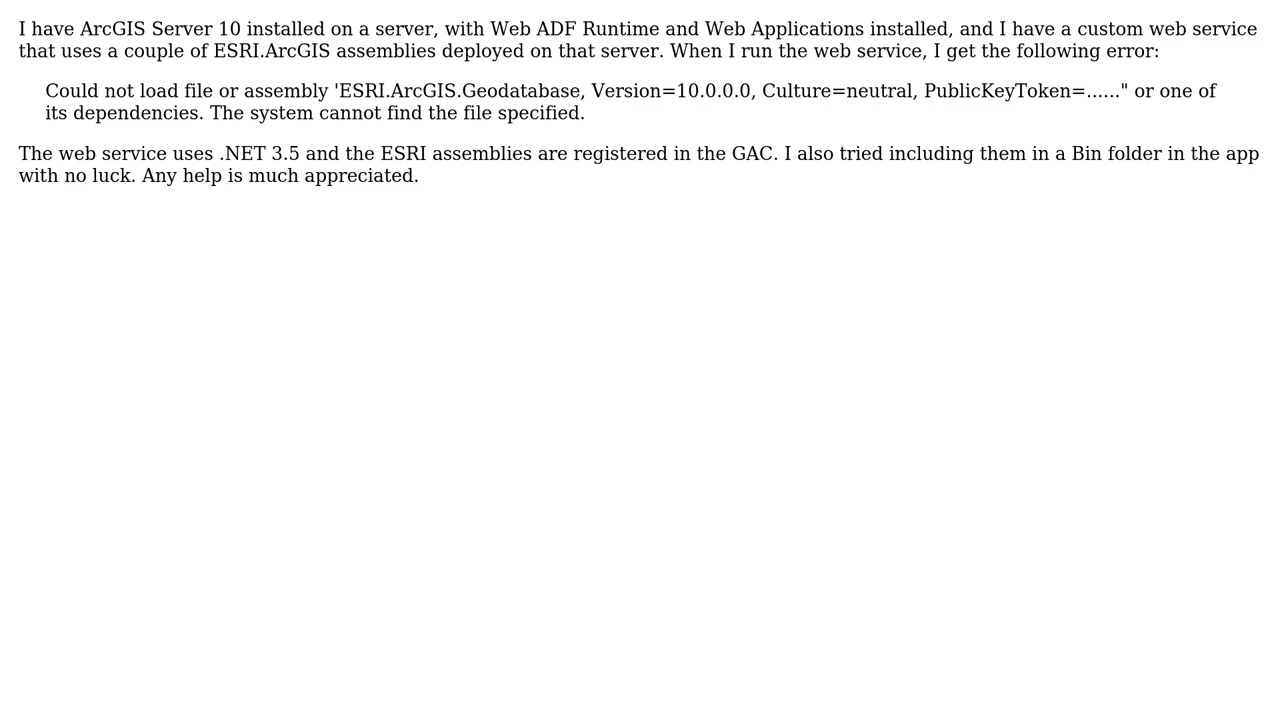 I have ArcGIS Server 10 installed on a server, with Web ADF Runtime and Web Applications installed, and I have a custom web service
that uses a couple of ESRI.ArcGIS assemblies deployed on that server. When I run the web service, I get the following error:
Could not load file or assembly 'ESRI.ArcGIS.Geodatabase, Version=10.0.0.0, Culture=neutral, PublicKeyToken=......" or one of
its dependencies. The system cannot find the file specified.
The web service uses .NET 3.5 and the ESRI assemblies are registered in the GAC. I also tried including them in a Bin folder in the app
with no luck. Any help is much appreciated.